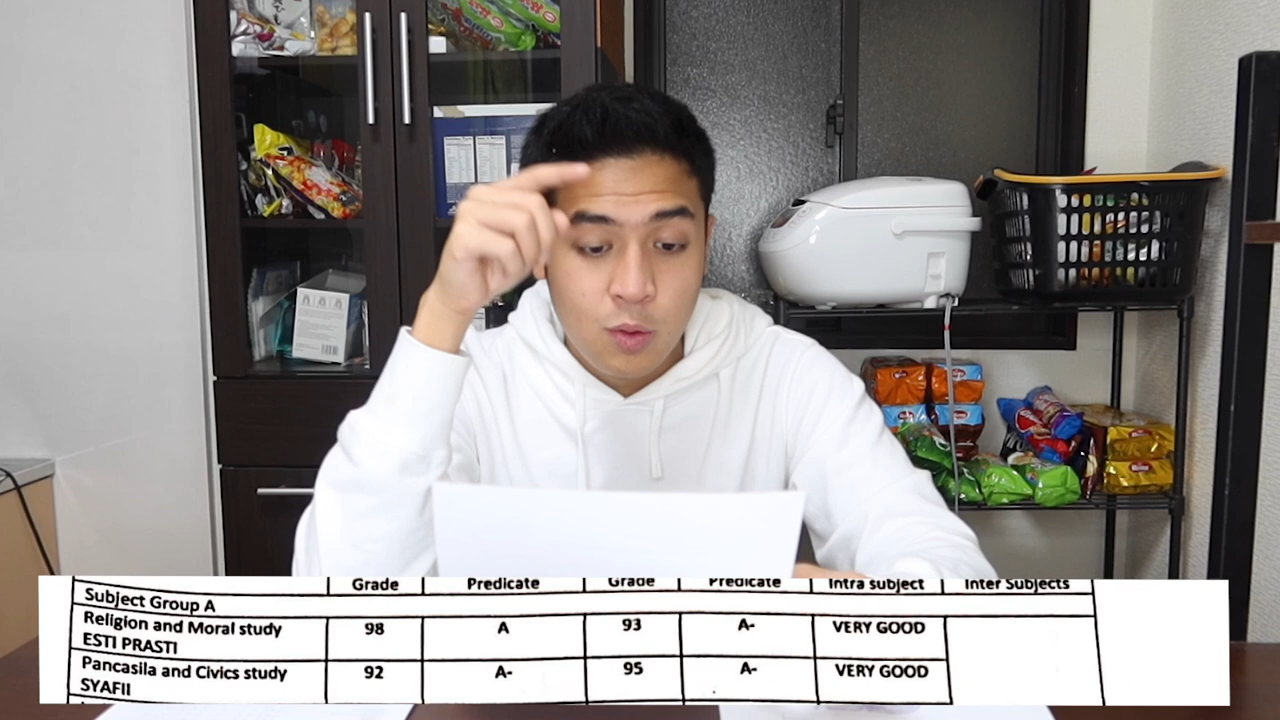 Grade Predicate Grade Predicate Intra subject Inter Subjects
Subject Group A
Religion and Moral study 98 A 93 A- VERY GOOD
ESTI PRASTI
Pancasila and Civics study 92 A- 95 A- VERY GOOD
SYAFII